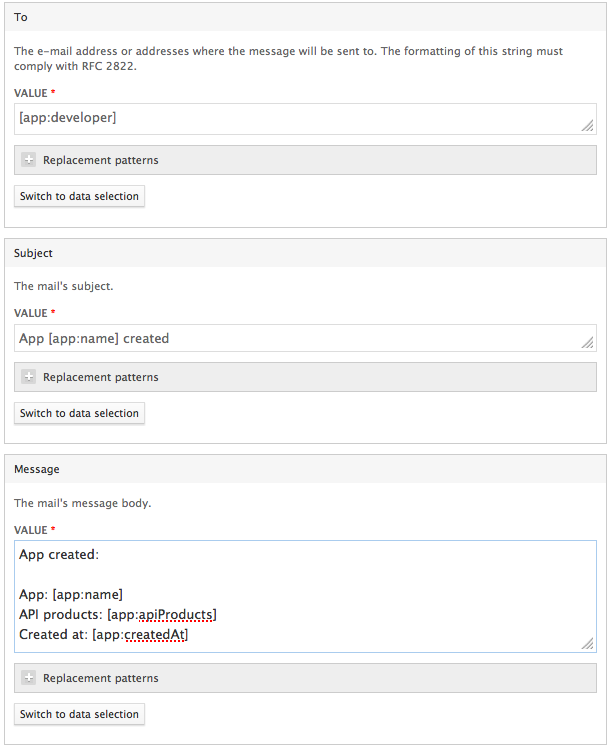 To
The e-mail address or addresses where the message will be sent to. The formatting of this string must
comply with RFC 2822.
VALUE *
[app:developer]
Replacement patterns
Switch to data selection
Subject
The mail's subject.
VALUE *
App [app:name] created
Replacement patterns
Switch to data selection
Message
The mail's message body.
VALUE *
App created:
App: [app:name]
API products: [app:apiProducts]
Created at: [app:createdAt]
Replacement patterns
Switch to data selection